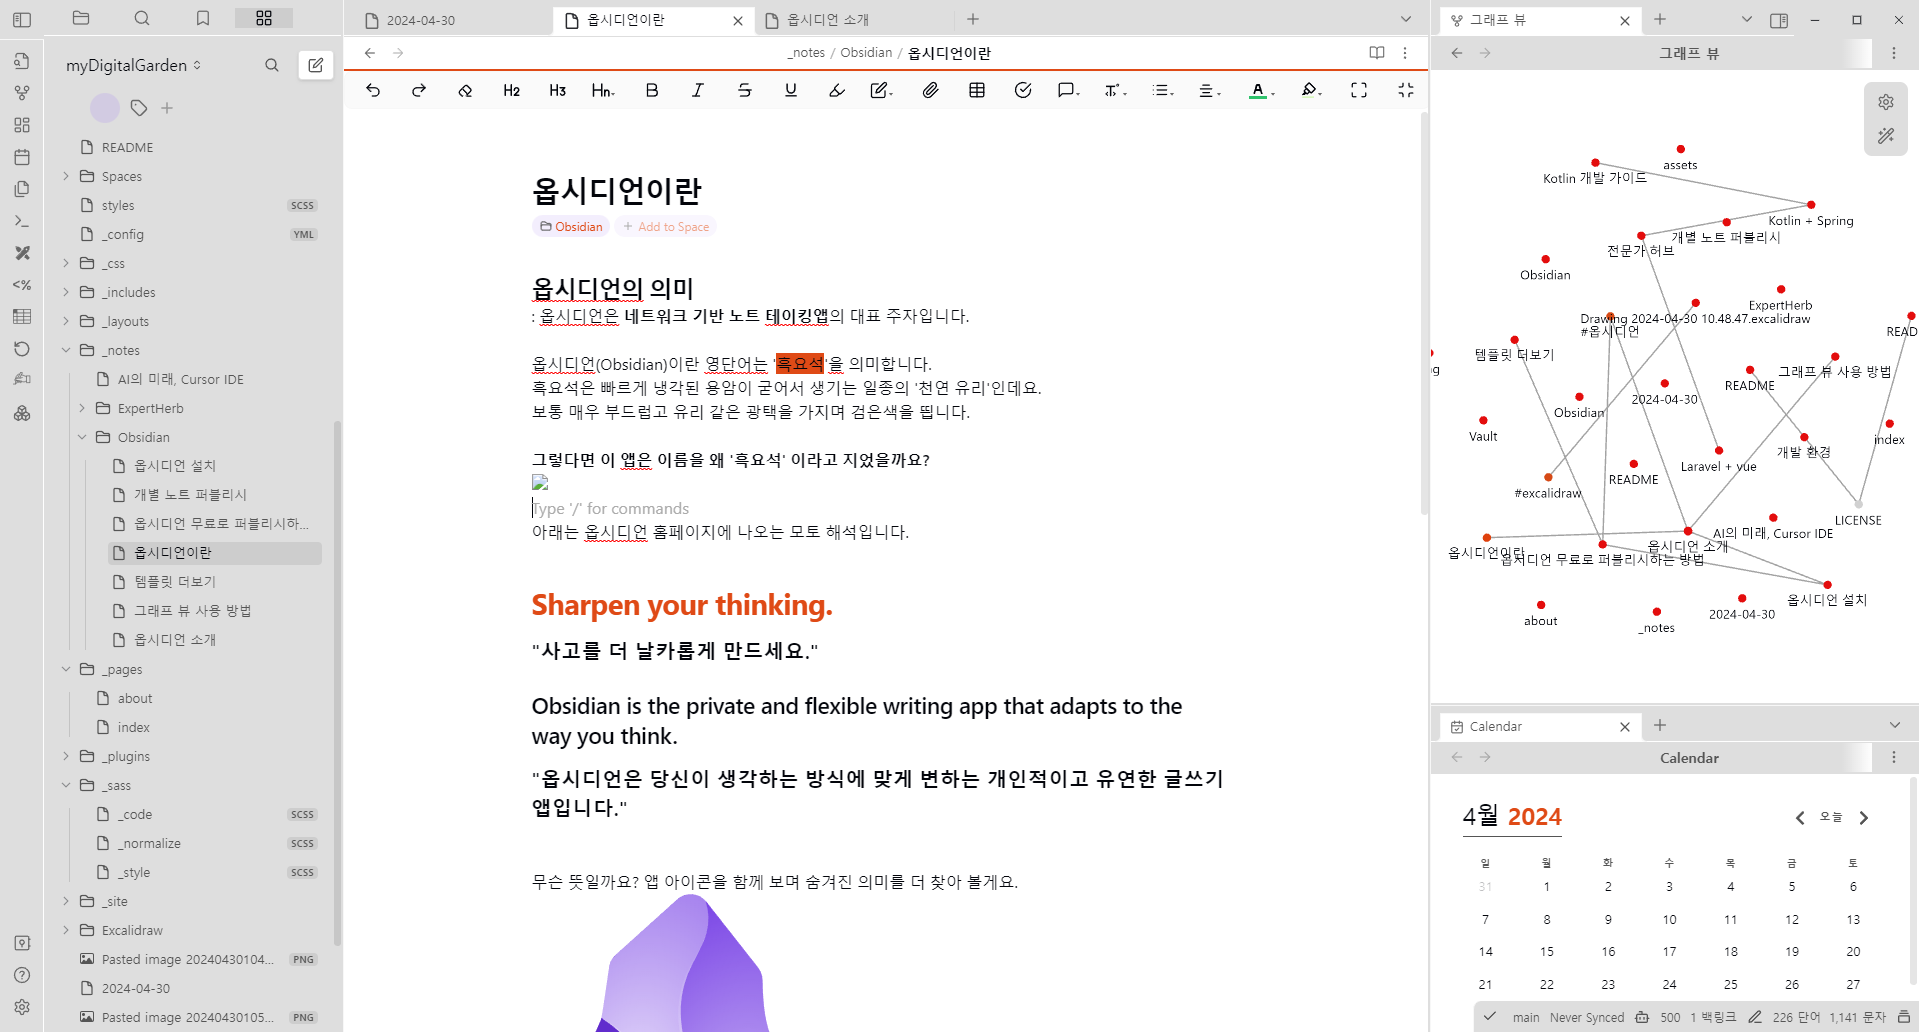 2024-04-30
옵시디언이란
옵시디언 소개
그래프 뷰
_notes / Obsidian / 옵시디언이란
그래프 뷰
myDigitalGarden
H2 H3 Hn B I S U A
README
Spaces
styles SCSS
_config YML
_css
_includes
_layouts
_notes
AI의 미래, Cursor IDE
ExpertHerb
Obsidian
옵시디언 설치
개별 노트 퍼블리시
옵시디언 무료로 퍼블리시하...
옵시디언이란
템플릿 더보기
그래프 뷰 사용 방법
옵시디언 소개
_pages
about
index
_plugins
_sass
_code SCSS
_normalize SCSS
_style SCSS
_site
Excalidraw
Pasted image 20240430104... PNG
2024-04-30
Pasted image 20240430105... PNG
옵시디언이란
Obsidian
+ Add to Space
옵시디언의 의미
: 옵시디언은 네트워크 기반 노트 테이킹앱의 대표 주자입니다.
옵시디언(Obsidian)이란 영단어는 '흑요석'을 의미합니다.
흑요석은 빠르게 냉각된 용암이 굳어서 생기는 일종의 '천연 유리'인데요.
보통 매우 부드럽고 유리 같은 광택을 가지며 검은색을 띕니다.
그렇다면 이 앱은 이름을 왜 '흑요석' 이라고 지었을까요?
Type '/' for commands
아래는 옵시디언 홈페이지에 나오는 모토 해석입니다.
Sharpen your thinking.
"사고를 더 날카롭게 만드세요."
Obsidian is the private and flexible writing app that adapts to the
way you think.
"옵시디언은 당신이 생각하는 방식에 맞게 변하는 개인적이고 유연한 글쓰기
앱입니다."
무슨 뜻일까요? 앱 아이콘을 함께 보며 숨겨진 의미를 더 찾아 볼게요.
assets
Kotlin 개발 가이드
Kotlin + Spring
개별 노트 퍼블리시
전문가 허브
Obsidian
ExpertHerb
Drawing 2024-04-30 10.48.47.excalidraw
#옵시디언
READ
템플릿 더보기
그래프 뷰 사용 방법
README
2024-04-30
Obsidian
Vault
index
개발 환경
Laravel + vue
README
#excalidraw
LICENSE
AI의 미래, Cursor IDE
옵시디언 소개
옵시디언이란
옵시디언 무료로 퍼블리시하는 방법
옵시디언 설치
2024-04-30
about
_notes
Calendar
Calendar
4월 2024
오늘
일 월 화 수 목 금 토
31 1 2 3 4 5 6
7 8 9 10 11 12 13
14 15 16 17 18 19 20
21 22 23 24 25 26 27
main Never Synced 500 1 백링크 226 단어 1,141 문자